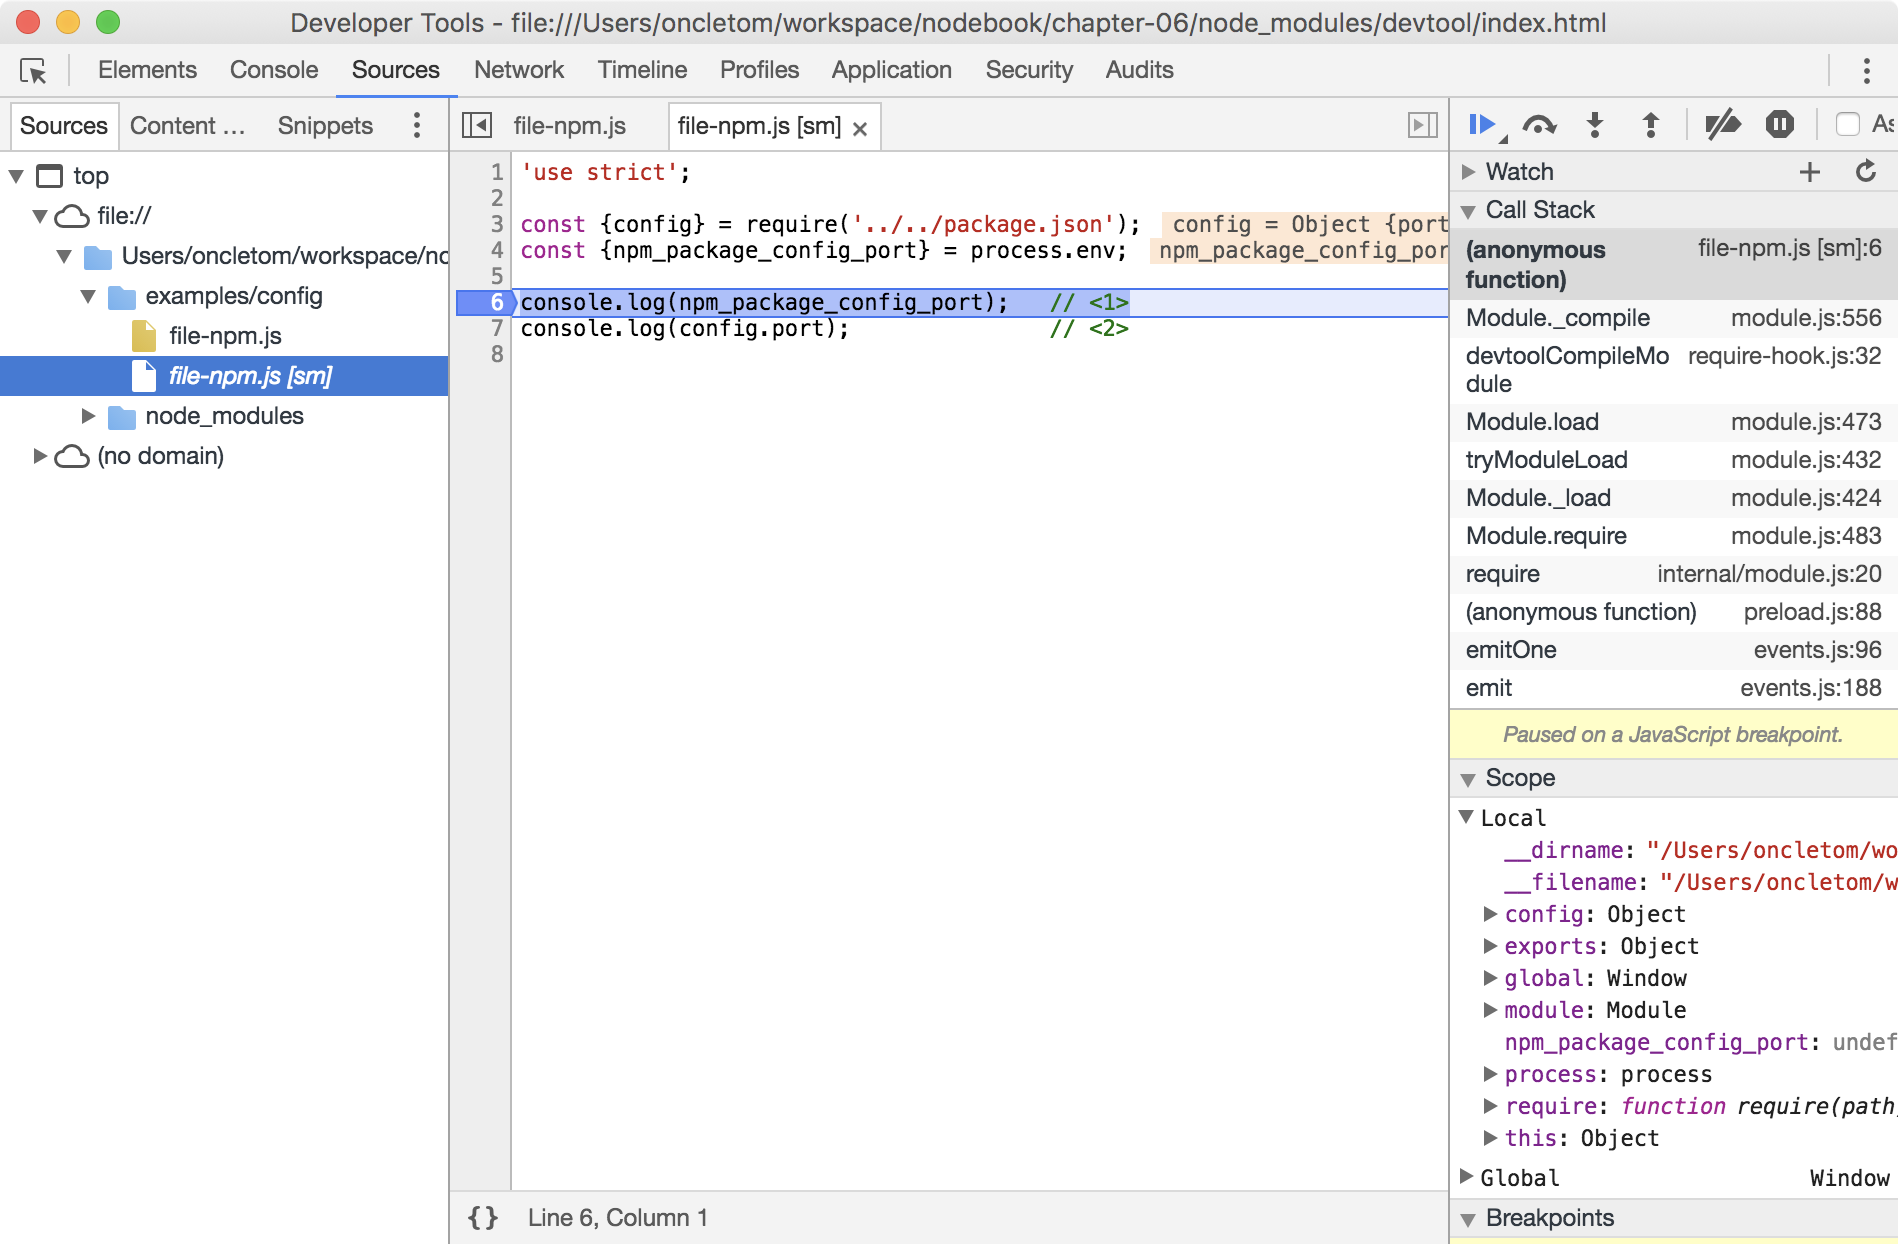 Developer Tools - file:///Users/oncletom/workspace/nodebook/chapter-06/node_modules/devtool/index.html
Elements Console Sources Network Timeline Profiles Application Security Audits
Sources Content ... Snippets
top
file://
Users/oncletom/workspace/no
examples/config
file-npm.js
file-npm.js [sm]
node_modules
(no domain)
file-npm.js file-npm.js [sm] ×
1 'use strict';
2
3 const {config} = require('../../package.json'); config = Object {port
4 const {npm_package_config_port} = process.env; npm_package_config_por
5
6 console.log(npm_package_config_port); // <1>
7 console.log(config.port); // <2>
8
{} Line 6, Column 1
As
Watch
Call Stack
(anonymous function) file-npm.js [sm]:6
Module._compile module.js:556
devtoolCompileModule require-hook.js:32
Module.load module.js:473
tryModuleLoad module.js:432
Module._load module.js:424
Module.require module.js:483
require internal/module.js:20
(anonymous function) preload.js:88
emitOne events.js:96
emit events.js:188
Paused on a JavaScript breakpoint.
Scope
Local
__dirname: "/Users/oncletom/wo
__filename: "/Users/oncletom/w
config: Object
exports: Object
global: Window
module: Module
npm_package_config_port: undef
process: process
require: function require(path,
this: Object
Global Window
Breakpoints